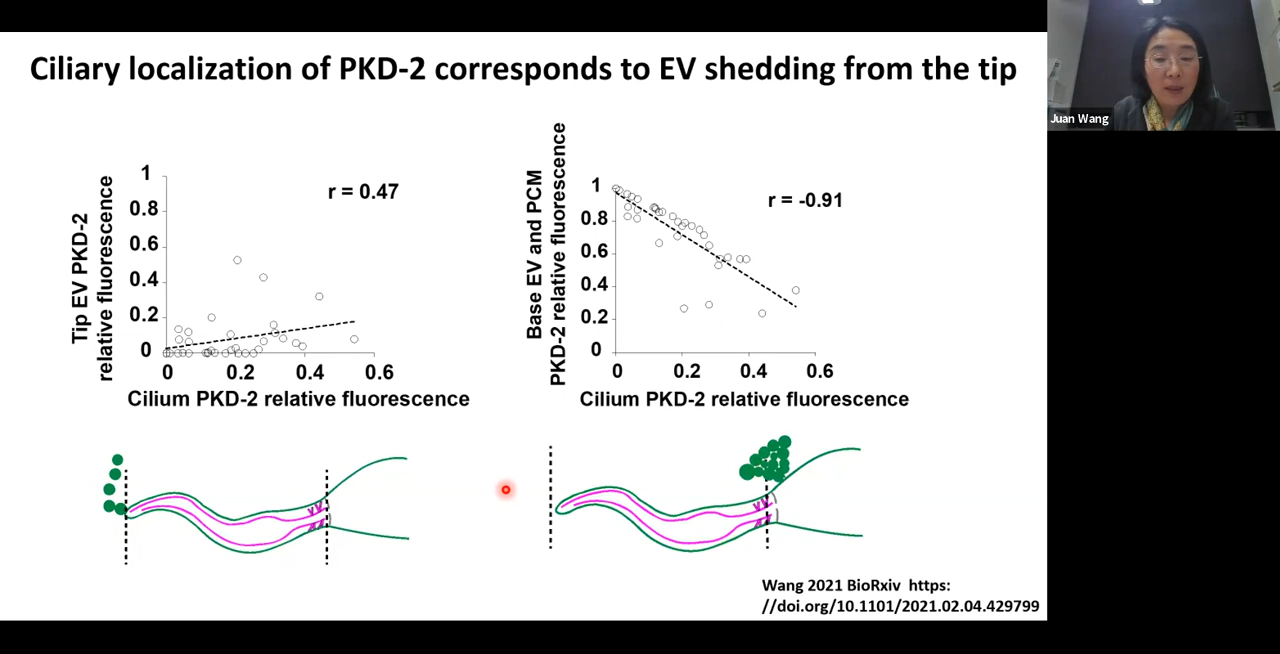 Ciliary localization of PKD-2 corresponds to EV shedding from the tip
Juan Wang
Tip EV PKD-2
relative fluorescence
1
0.8
0.6
0.4
0.2
0
r = 0.47
0
0.2
0.4
0.6
Cilium PKD-2 relative fluorescence
Base EV and PCM
PKD-2 relative fluorescence
1
0.8
0.6
0.4
0.2
0
r = -0.91
0
0.2
0.4
0.6
Cilium PKD-2 relative fluorescence
Wang 2021 BioRxiv https:
//doi.org/10.1101/2021.02.04.429799